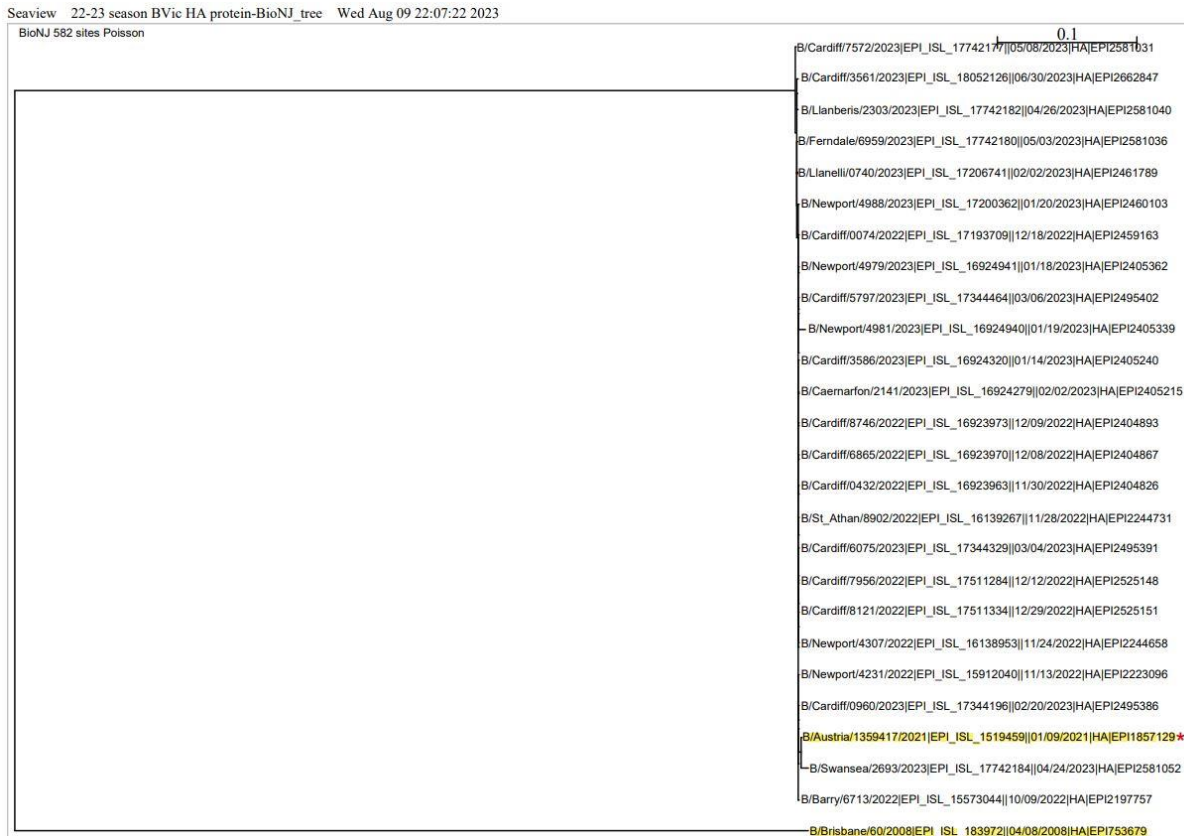 Seaview 22-23 season BVic HA protein-BioNJ_tree Wed Aug 09 22:07:22 2023
BioNJ 582 sites Poisson
0.1
B/Cardiff/7572/2023|EPI_ISL_17742177||05/08/2023|HA|EPI2581031
B/Cardiff/3561/2023|EPI_ISL_18052126||06/30/2023|HA|EPI2662847
B/Llanberis/2303/2023|EPI_ISL_17742182||04/26/2023|HA|EPI2581040
B/Ferndale/6959/2023|EPI_ISL_17742180||05/03/2023|HA|EPI2581036
B/Llanelli/0740/2023|EPI_ISL_17206741||02/02/2023|HA|EPI2461789
B/Newport/4988/2023|EPI_ISL_17200362||01/20/2023|HA|EPI2460103
B/Cardiff/0074/2022|EPI_ISL_17193709||12/18/2022|HA|EPI2459163
B/Newport/4979/2023|EPI_ISL_16924941||01/18/2023|HA|EPI2405362
B/Cardiff/5797/2023|EPI_ISL_17344464||03/06/2023|HA|EPI2495402
B/Newport/4981/2023|EPI_ISL_16924940||01/19/2023|HA|EPI2405339
B/Cardiff/3586/2023|EPI_ISL_16924320||01/14/2023|HA|EPI2405240
B/Caernarfon/2141/2023|EPI_ISL_16924279||02/02/2023|HA|EPI2405215
B/Cardiff/8746/2022|EPI_ISL_16923973||12/09/2022|HA|EPI2404893
B/Cardiff/6865/2022|EPI_ISL_16923970||12/08/2022|HA|EPI2404867
B/Cardiff/0432/2022|EPI_ISL_16923963||11/30/2022|HA|EPI2404826
B/St_Athan/8902/2022|EPI_ISL_16139267||11/28/2022|HA|EPI2244731
B/Cardiff/6075/2023|EPI_ISL_17344329||03/04/2023|HA|EPI2495391
B/Cardiff/7956/2022|EPI_ISL_17511284||12/12/2022|HA|EPI2525148
B/Cardiff/8121/2022|EPI_ISL_17511334||12/29/2022|HA|EPI2525151
B/Newport/4307/2022|EPI_ISL_16138953||11/24/2022|HA|EPI2244658
B/Newport/4231/2022|EPI_ISL_15912040||11/13/2022|HA|EPI2223096
B/Cardiff/0960/2023|EPI_ISL_17344196||02/20/2023|HA|EPI2495386
B/Austria/1359417/2021|EPI_ISL_1519459||01/09/2021|HA|EPI1857129*
B/Swansea/2693/2023|EPI_ISL_17742184||04/24/2023|HA|EPI2581052
B/Barry/6713/2022|EPI_ISL_15573044||10/09/2022|HA|EPI2197757
B/Brisbane/60/2008|EPI_ISL_183972||04/08/2008|HA|EPI753679